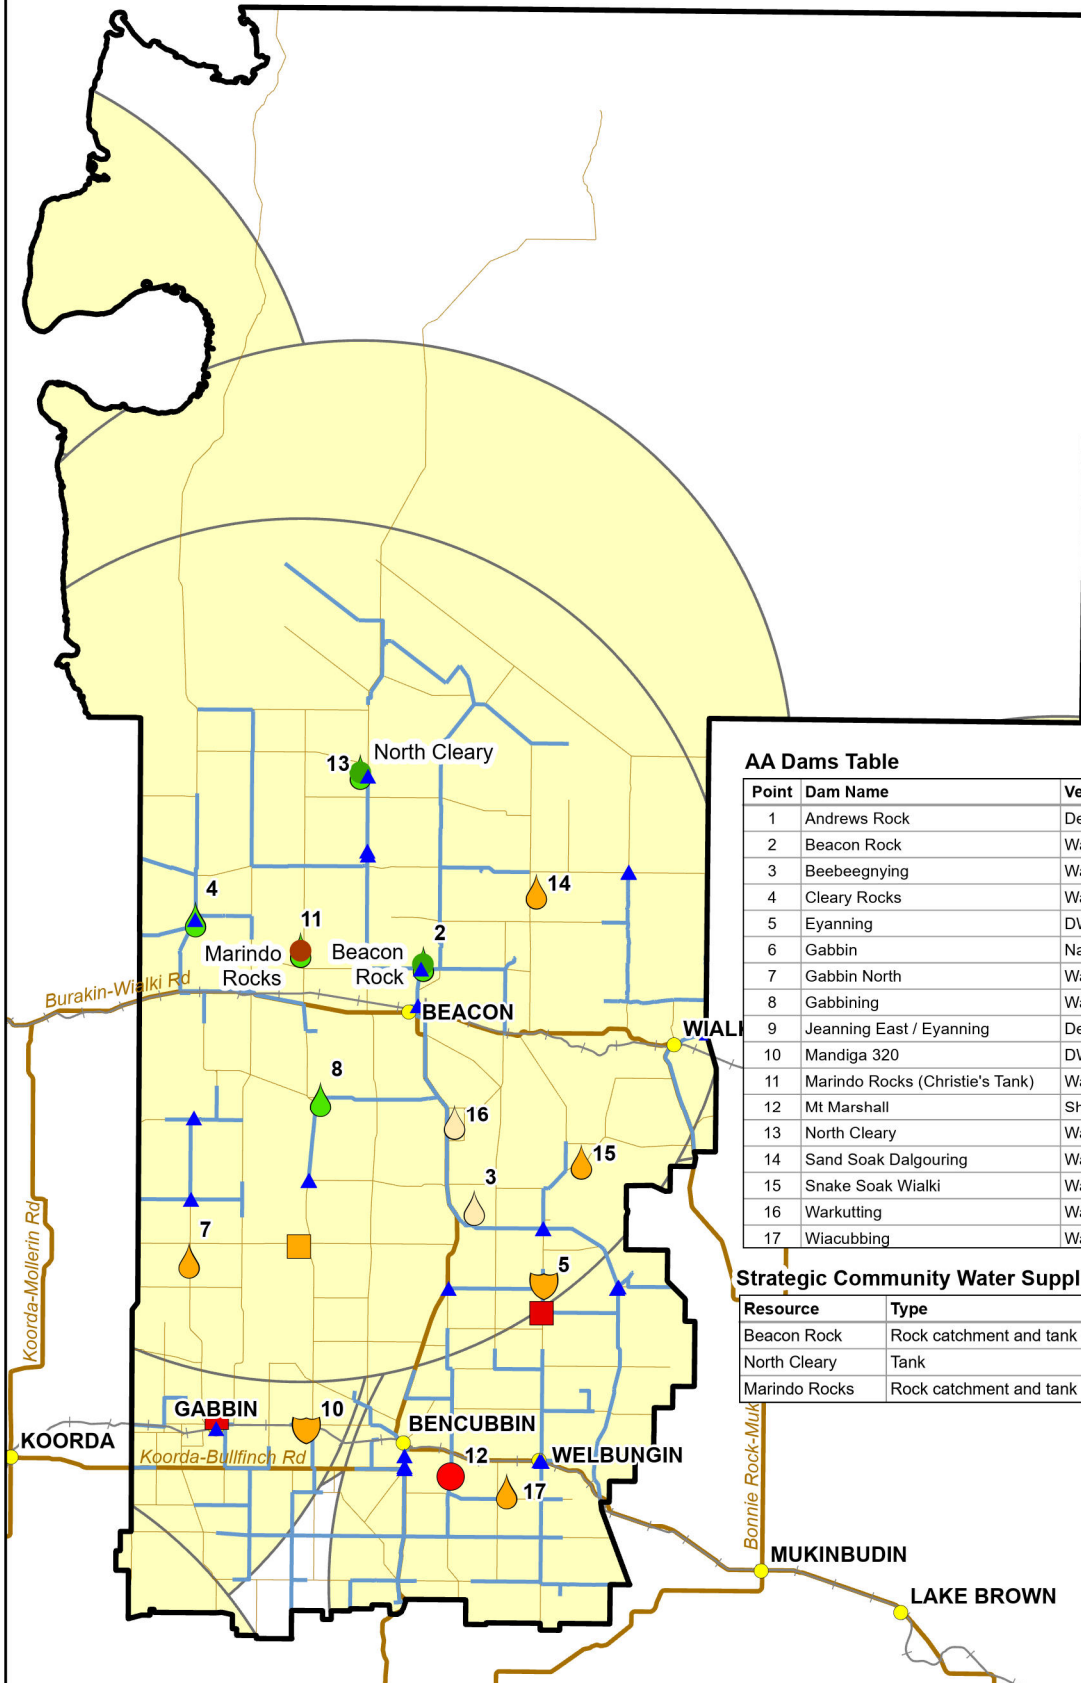 13
North Cleary
4
14
11
2
Marindo
Rocks
Beacon
Rock
Burakin-Wialki Rd
BEACON
8
16
15
3
7
5
Koorda-Mollerin Rd
GABBIN
10
BENCUBBIN
KOORDA
Koorda-Bullfinch Rd
12
WELBUNGIN
17
MUKINBUDIN
LAKE BROWN
AA Dams Table
Point Dam Name
1 Andrews Rock
2 Beacon Rock
3 Beebeegnying
4 Cleary Rocks
5 Eyanning
6 Gabbin
7 Gabbin North
8 Gabbining
9 Jeanning East / Eyanning
10 Mandiga 320
11 Marindo Rocks (Christie's Tank)
12 Mt Marshall
13 North Cleary
14 Sand Soak Dalgouring
15 Snake Soak Wialki
16 Warkutting
17 Wiacubbing
Strategic Community Water
Resource Type
Beacon Rock Rock catchment and tank
North Cleary Tank
Marindo Rocks Rock catchment and tank
Bonnie Rock-Muk